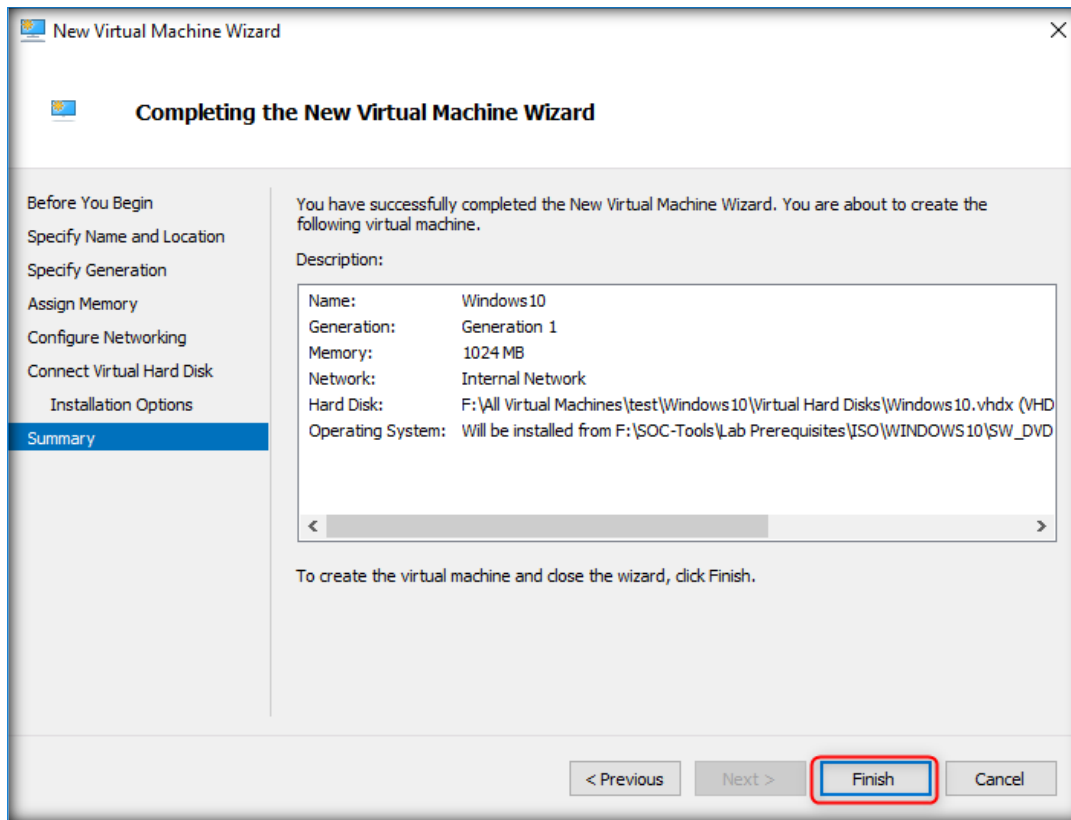 New Virtual Machine Wizard
Completing the New Virtual Machine Wizard
Before You Begin
Specify Name and Location
Specify Generation
Assign Memory
Configure Networking
Connect Virtual Hard Disk
Installation Options
Summary
You have successfully completed the New Virtual Machine Wizard. You are about to create the
following virtual machine.
Description:
Name: Windows10
Generation: Generation 1
Memory: 1024 MB
Network: Internal Network
Hard Disk: F:\All Virtual Machines\test\Windows10\Virtual Hard Disks\Windows10.vhdx (VHD
Operating System: Will be installed from F:\SOC-Tools\Lab Prerequisites\ISO\WINDOWS10\SW_DVD
To create the virtual machine and close the wizard, click Finish.
< Previous
Next >
Finish
Cancel